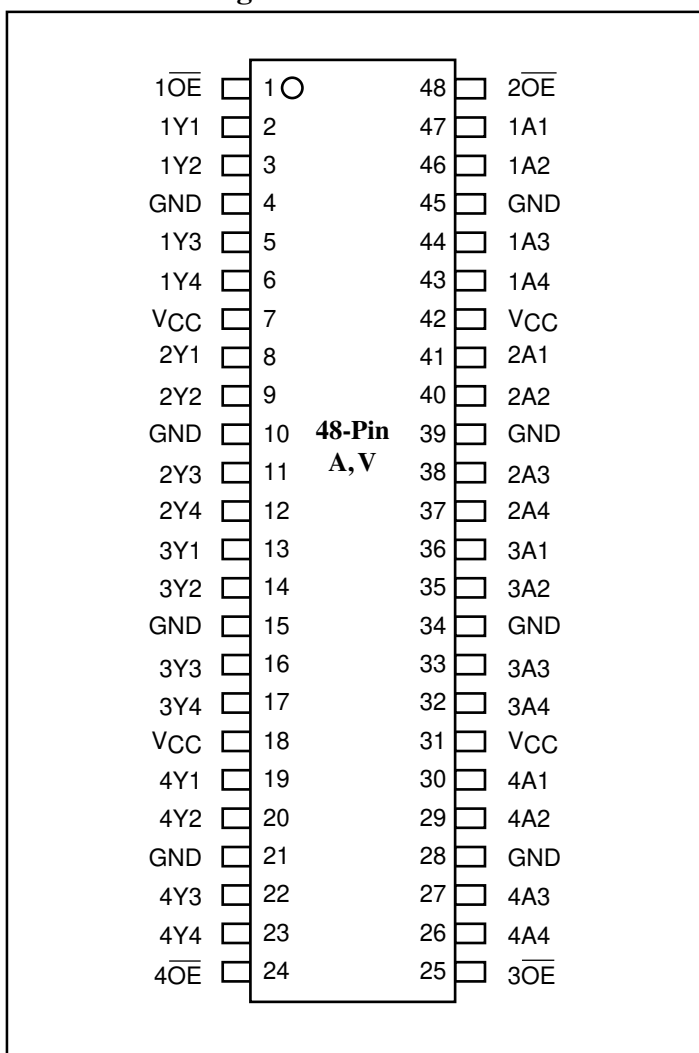 1O̅E̅ 1 48 2O̅E̅
1Y1 2 47 1A1
1Y2 3 46 1A2
GND 4 45 GND
1Y3 5 44 1A3
1Y4 6 43 1A4
VCC 7 42 VCC
2Y1 8 41 2A1
2Y2 9 40 2A2
GND 10 48-Pin 39 GND
A,V
2Y3 11 38 2A3
2Y4 12 37 2A4
3Y1 13 36 3A1
3Y2 14 35 3A2
GND 15 34 GND
3Y3 16 33 3A3
3Y4 17 32 3A4
VCC 18 31 VCC
4Y1 19 30 4A1
4Y2 20 29 4A2
GND 21 28 GND
4Y3 22 27 4A3
4Y4 23 26 4A4
4O̅E̅ 24 25 3O̅E̅